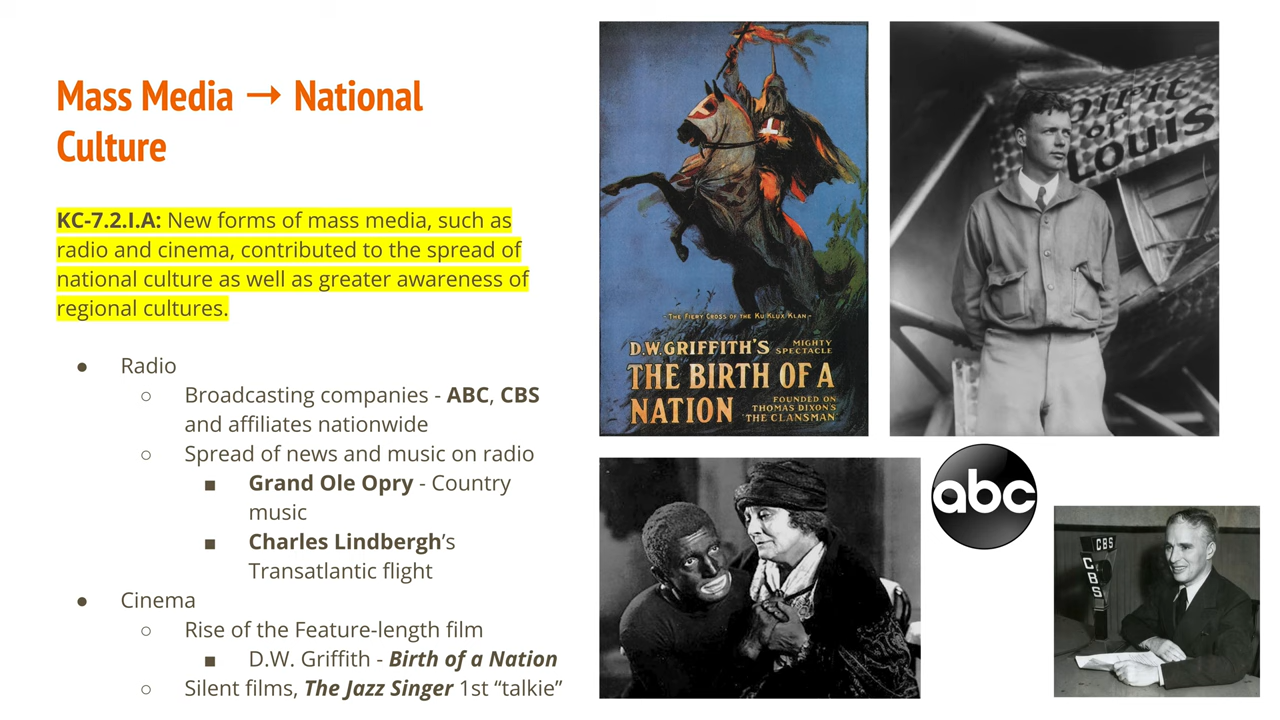 Mass Media → National
Culture
KC-7.2.I.A: New forms of mass media, such as
radio and cinema, contributed to the spread of
national culture as well as greater awareness of
regional cultures.
● Radio
○ Broadcasting companies - ABC, CBS
and affiliates nationwide
○ Spread of news and music on radio
■ Grand Ole Opry - Country
music
■ Charles Lindbergh's
Transatlantic flight
● Cinema
○ Rise of the Feature-length film
■ D.W. Griffith - Birth of a Nation
○ Silent films, The Jazz Singer 1st “talkie”
-THE FIERY CROSS OF THE KU KLUX KLAN-
D.W. GRIFFITH'S MIGHTY SPECTACLE
THE BIRTH OF A
NATION FOUNDED ON
THOMAS DIXON'S
'THE CLANSMAN'
SPIRIT
OF
LOUIS
abc
CBS
CBS